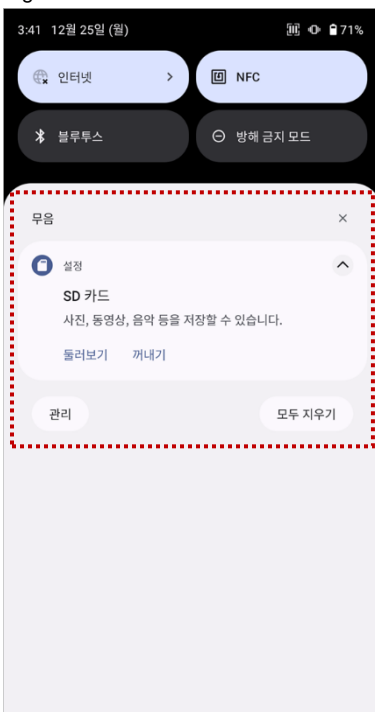 3:41 12월 25일 (월) 71%
인터넷 NFC
블루투스 방해 금지 모드
무음
설정
SD 카드
사진, 동영상, 음악 등을 저장할 수 있습니다.
둘러보기 꺼내기
관리 모두 지우기